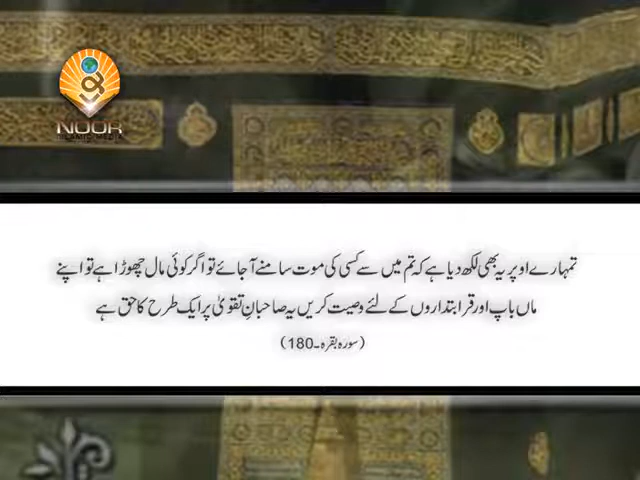 NOOR
تمہارے اوپر یہ بھی لکھ دیا ہے کہ تم میں سے کسی کی موت سامنے آجائے تو اگر کوئی مال چھوڑا ہے تو اپنے
ماں باپ اور قرابتداروں کے لئے وصیت کریں یہ صاحبانِ تقویٰ پر ایک طرح کا حق ہے
(سورہ بقرہ۔180)